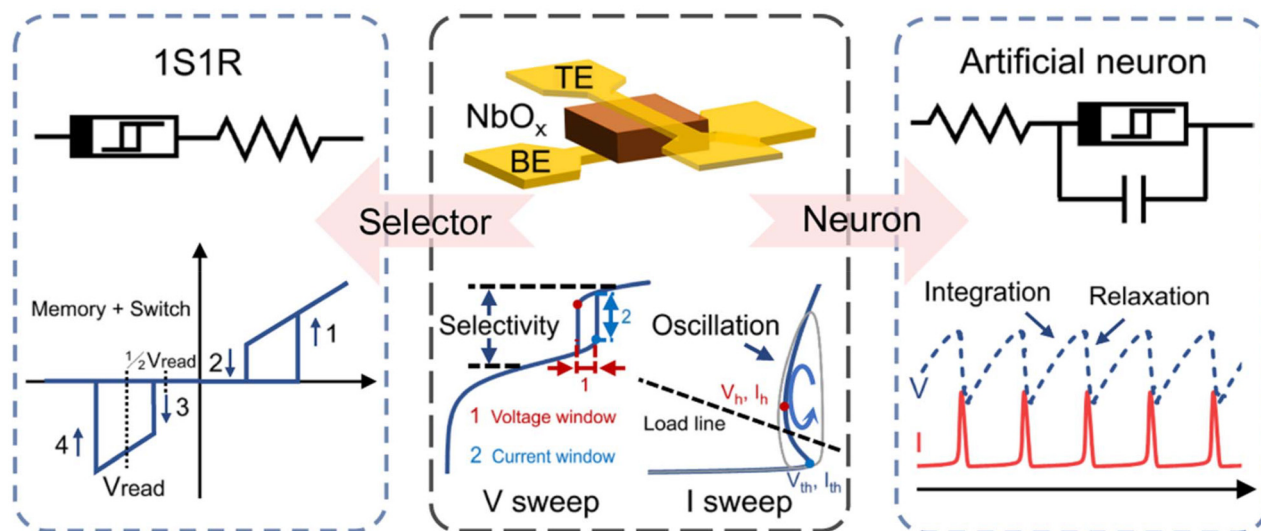 1S1R
Memory + Switch
½Vread
1
2
3
4
Vread
TE
NbOₓ
BE
Selector
Neuron
Selectivity
2
1
1 Voltage window
2 Current window
V sweep
Oscillation
Vₕ, Iₕ
Load line
Vₜₕ, Iₜₕ
I sweep
Artificial neuron
Integration
Relaxation
V
I